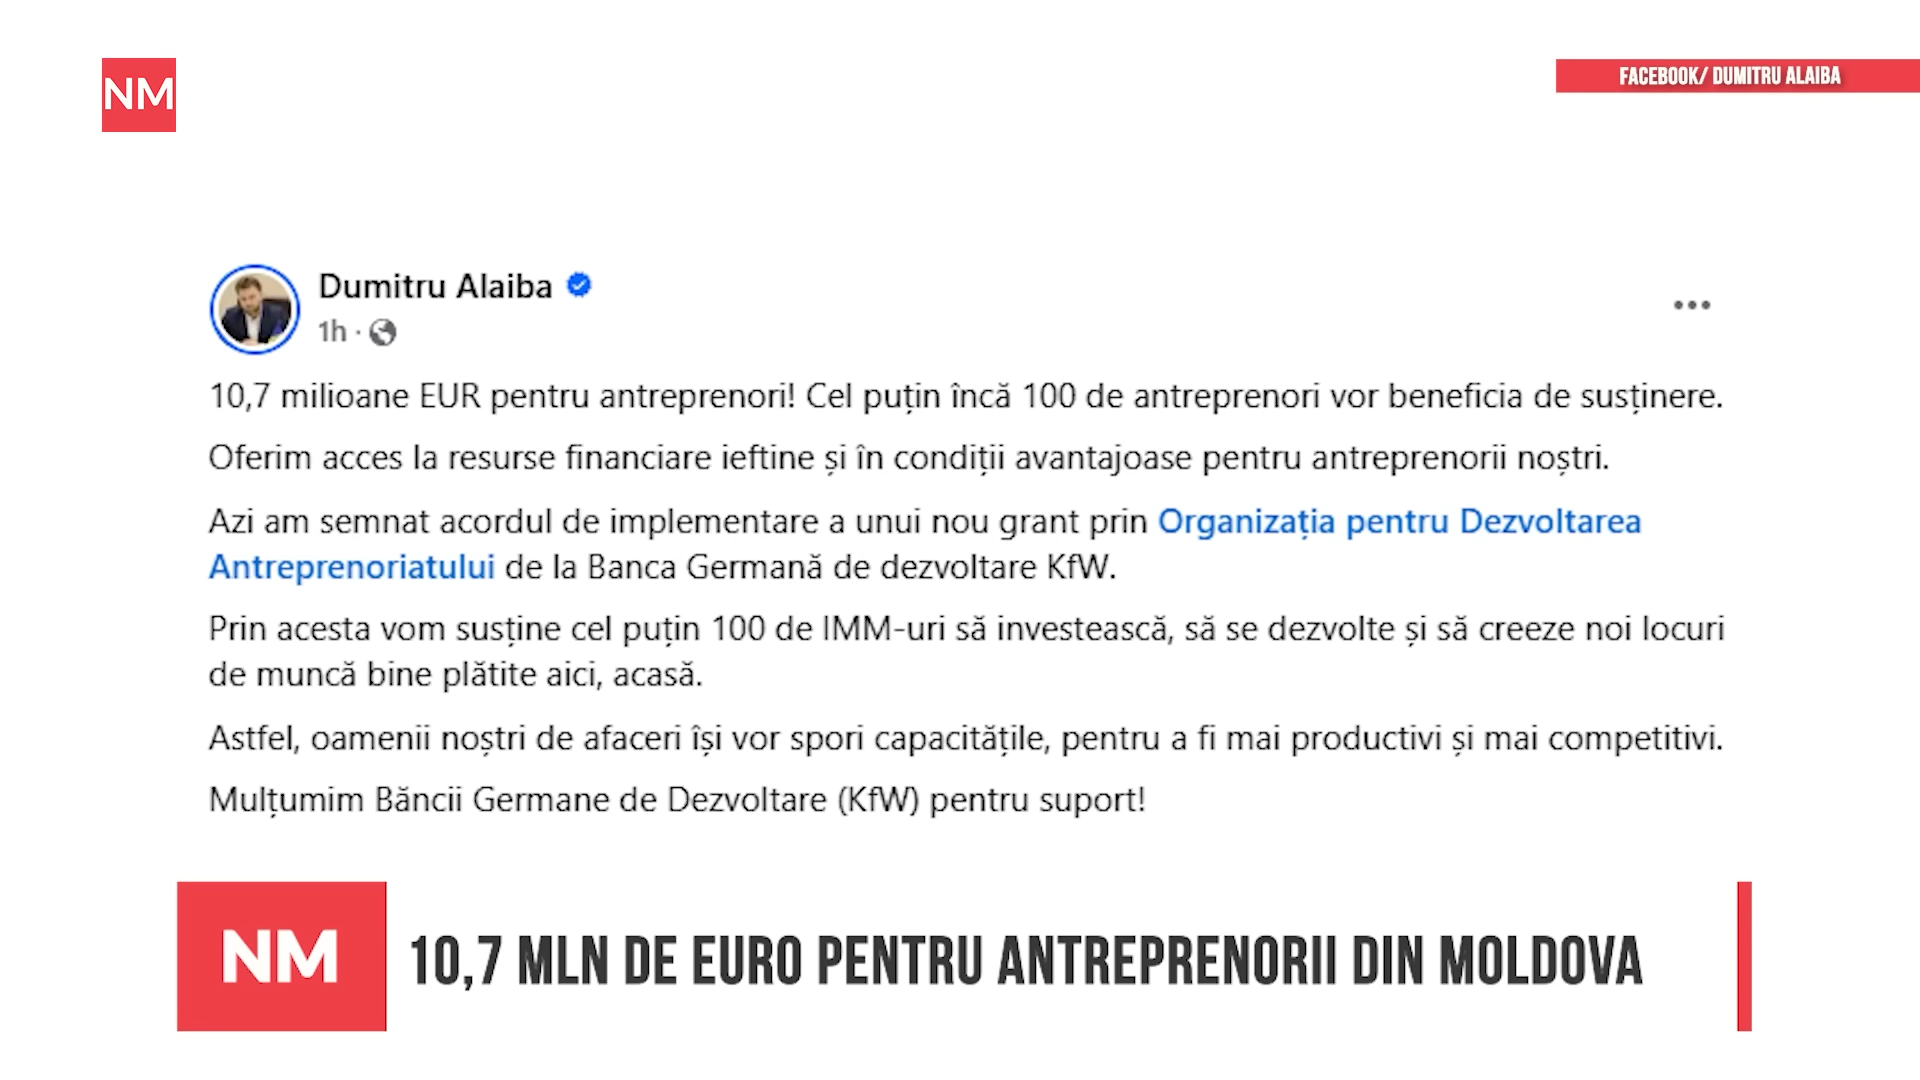 NM
FACEBOOK/ DUMITRU ALAIBA
Dumitru Alaiba
1h ·
10,7 milioane EUR pentru antreprenori! Cel puțin încă 100 de antreprenori vor beneficia de susținere.
Oferim acces la resurse financiare ieftine și în condiții avantajoase pentru antreprenorii noștri.
Azi am semnat acordul de implementare a unui nou grant prin Organizația pentru Dezvoltarea
Antreprenoriatului de la Banca Germană de dezvoltare KfW.
Prin acesta vom susține cel puțin 100 de IMM-uri să investească, să se dezvolte și să creeze noi locuri
de muncă bine plătite aici, acasă.
Astfel, oamenii noștri de afaceri își vor spori capacitățile, pentru a fi mai productivi și mai competitivi.
Mulțumim Băncii Germane de Dezvoltare (KfW) pentru suport!
NM
10,7 MLN DE EURO PENTRU ANTREPRENORII DIN MOLDOVA